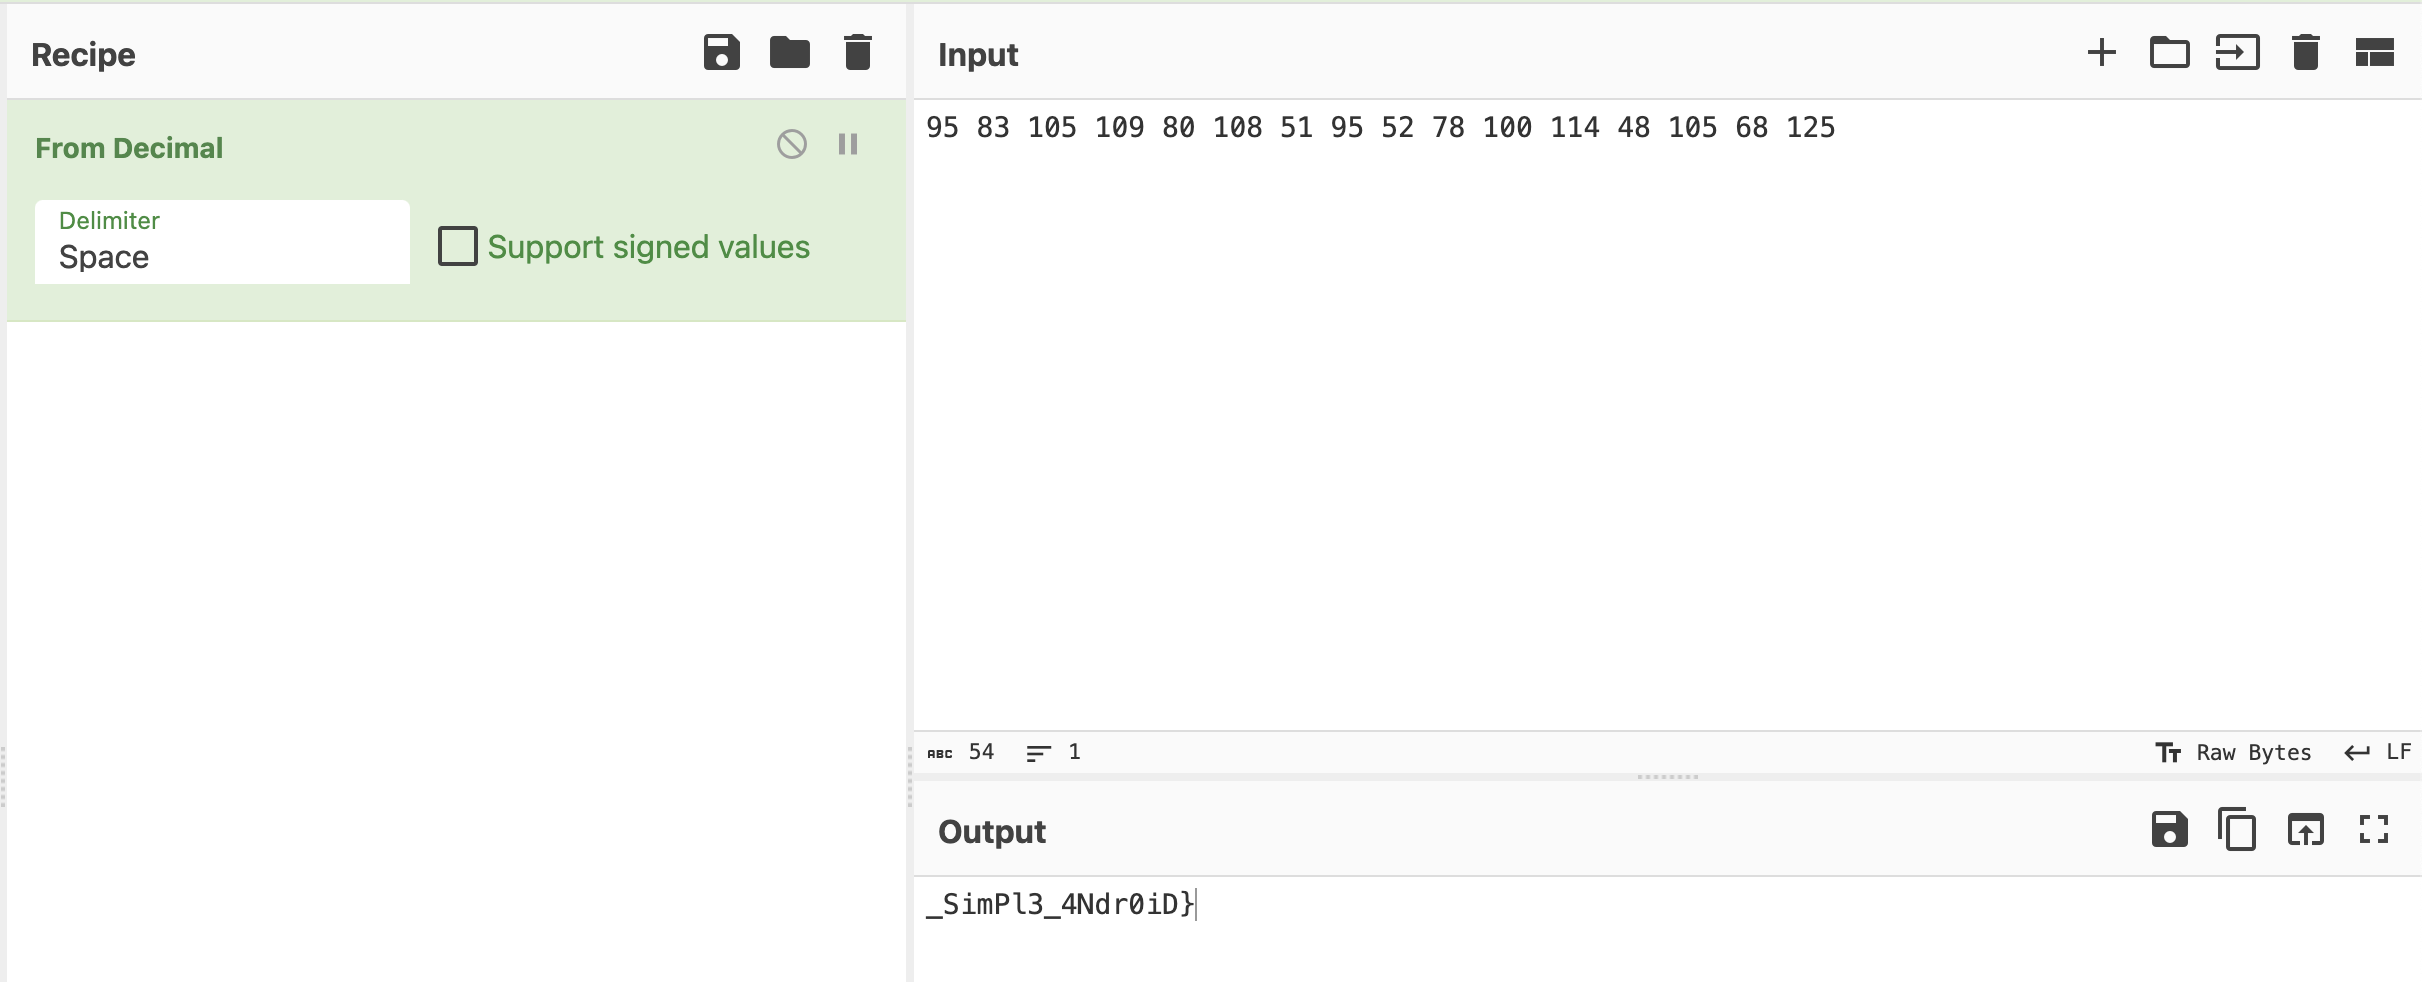 Recipe
From Decimal
Delimiter
Space
Support signed values
Input
95 83 105 109 80 108 51 95 52 78 100 114 48 105 68 125
ABC 54 1
Tт Raw Bytes LF
Output
_SimPl3_4Ndr0iD}